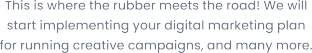 This is where the rubber meets the road! We will
start implementing your digital marketing plan
for running creative campaigns, and many more.